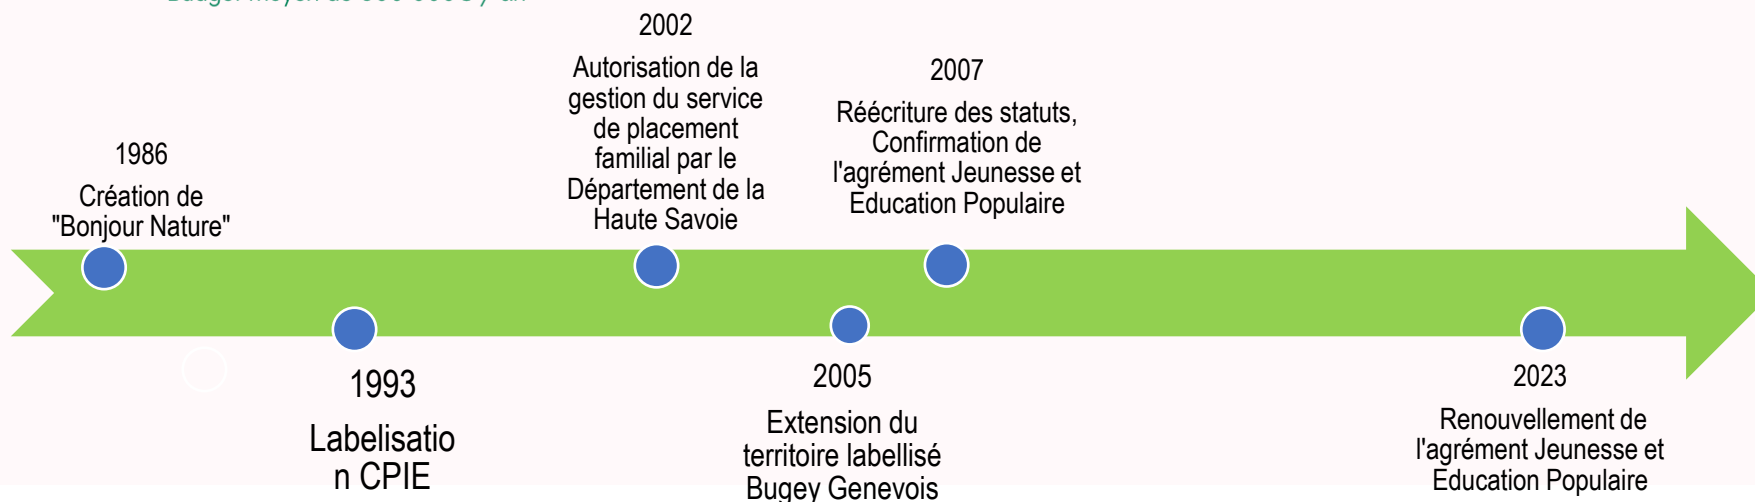 1986
Création de
"Bonjour Nature"
1993
Labelisatio
n CPIE
2002
Autorisation de la
gestion du service
de placement
familial par le
Département de la
Haute Savoie
2005
Extension du
territoire labellisé
Bugey Genevois
2007
Réécriture des statuts,
Confirmation de
l'agrément Jeunesse et
Education Populaire
2023
Renouvellement de
l'agrément Jeunesse et
Education Populaire